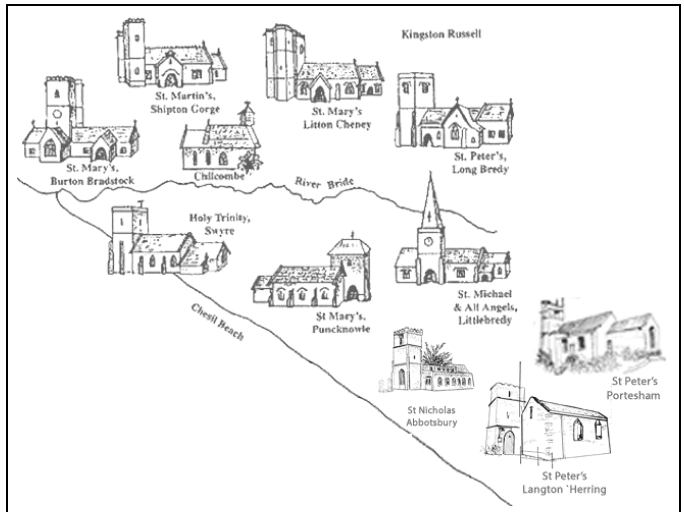 Kingston Russell
St. Martin's,
Shipton Gorge
St. Mary's
Litton Cheney
St. Peter's,
Long Bredy
St. Mary's,
Burton Bradstock
Chilcombe
River Bride
Holy Trinity,
Swyre
St Mary's,
Puncknowle
St. Michael
& All Angels,
Littlebredy
Chesil Beach
St Peter's
Portesham
St Nicholas
Abbotsbury
St Peter's
Langton `Herring